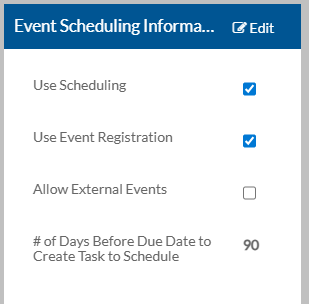 Event Scheduling Informa... Edit
Use Scheduling
Use Event Registration
Allow External Events
# of Days Before Due Date to 90
Create Task to Schedule